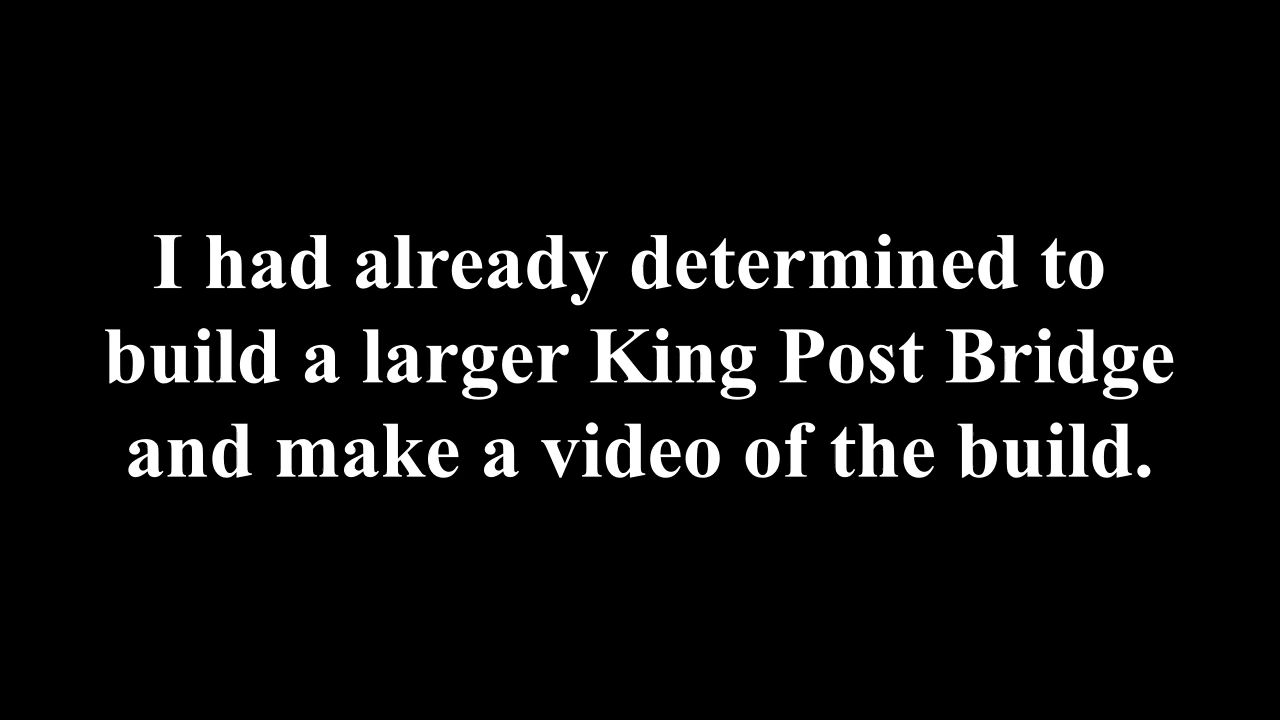 I had already determined to
build a larger King Post Bridge
and make a video of the build.